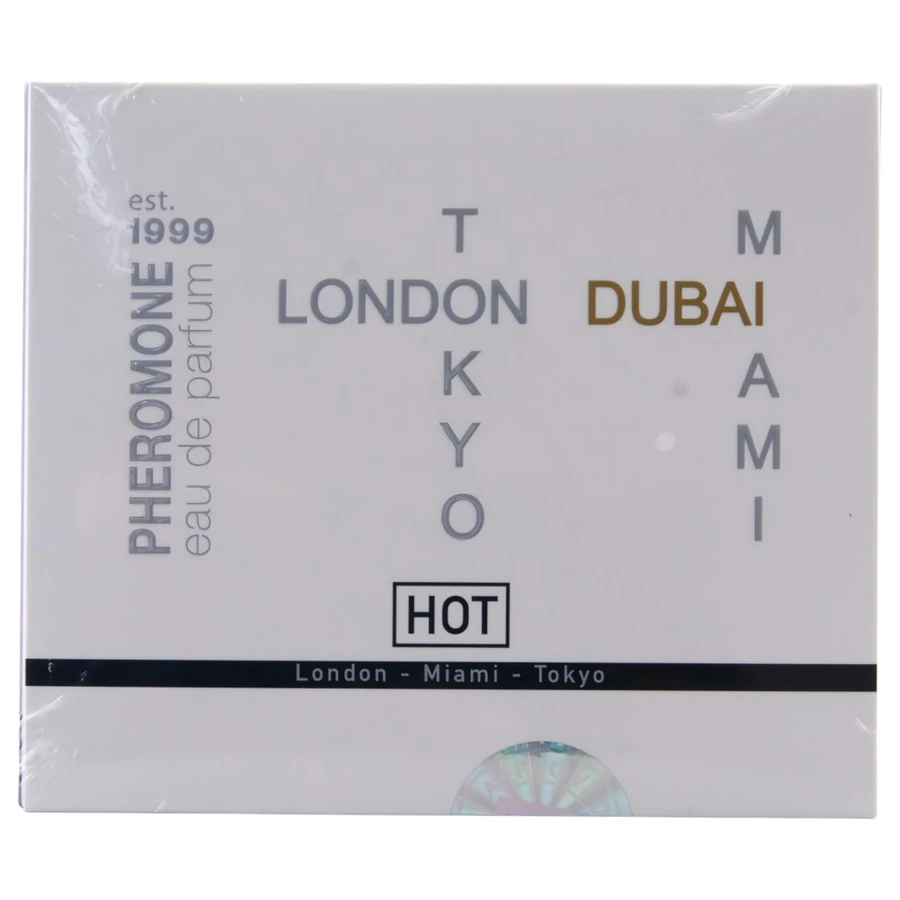 est.
1999
PHEROMONE
eau de parfum
TOKYO
LONDON
MIAMI
DUBAI
HOT
London - Miami - Tokyo